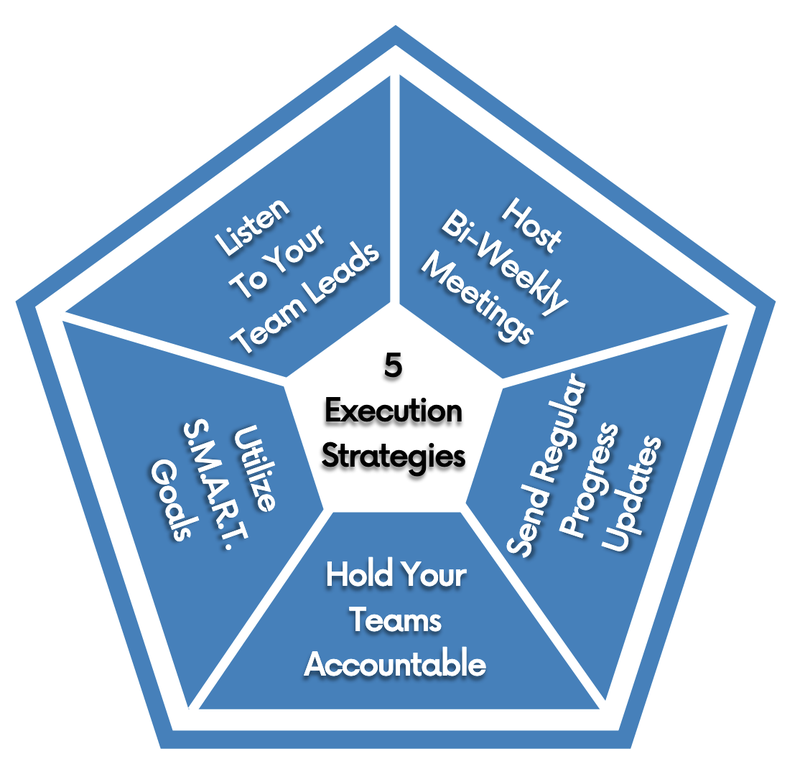 5
Execution
Strategies
Listen
To Your
Team Leads
Host
Bi-Weekly
Meetings
Send Regular
Progress
Updates
Hold Your
Teams
Accountable
Utilize
S.M.A.R.T.
Goals